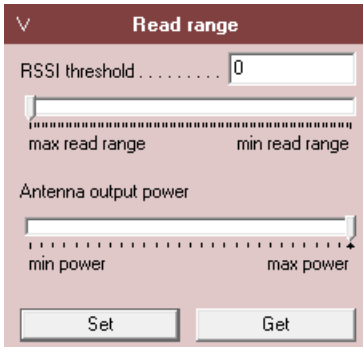 V Read range
RSSI threshold . . . . . . . . . 0
max read range min read range
Antenna output power
min power max power
Set Get